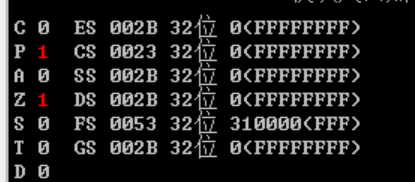 C 0 ES 002B 32位 0(FFFFFFFF)
P 1 CS 0023 32位 0(FFFFFFFF)
A 0 SS 002B 32位 0(FFFFFFFF)
Z 1 DS 002B 32位 0(FFFFFFFF)
S 0 FS 0053 32位 310000(FFF)
T 0 GS 002B 32位 0(FFFFFFFF)
D 0